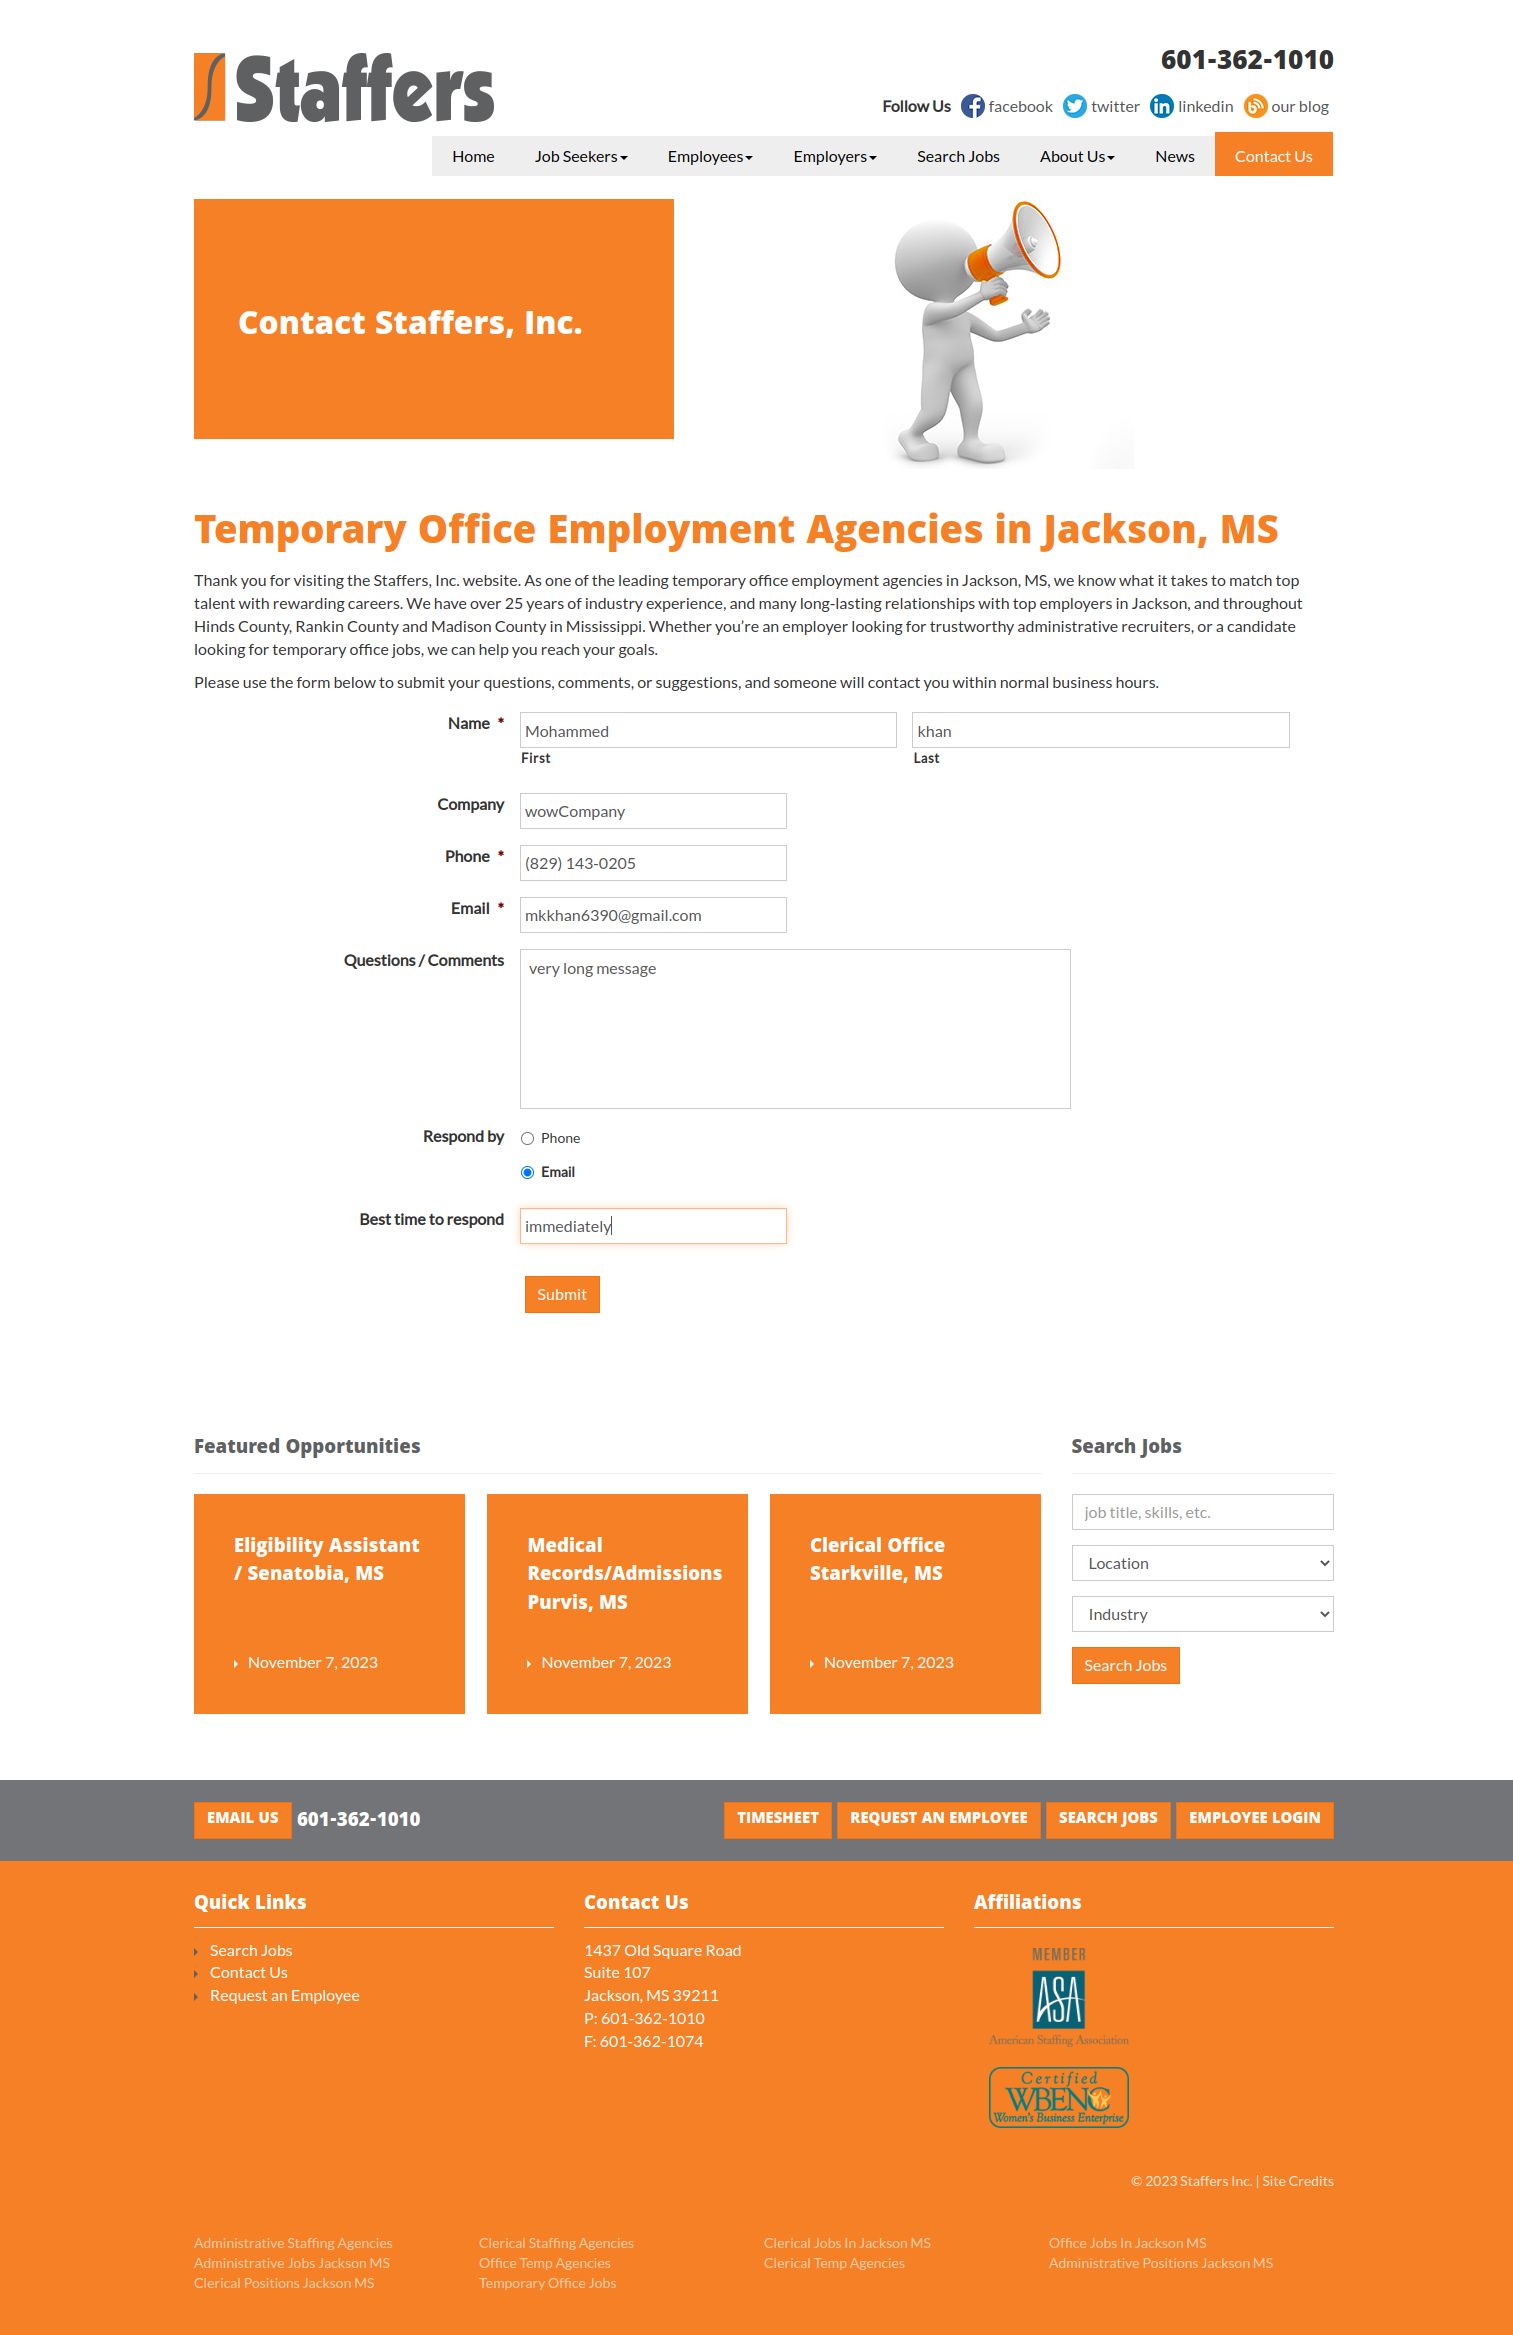 Staffers
601-362-1010
Follow Us facebook twitter linkedin our blog
Home Job Seekers Employees Employers Search Jobs About Us News Contact Us
Contact Staffers, Inc.
Temporary Office Employment Agencies in Jackson, MS
Thank you for visiting the Staffers, Inc. website. As one of the leading temporary office employment agencies in Jackson, MS, we know what it takes to match top
talent with rewarding careers. We have over 25 years of industry experience, and many long-lasting relationships with top employers in Jackson, and throughout
Hinds County, Rankin County and Madison County in Mississippi. Whether you’re an employer looking for trustworthy administrative recruiters, or a candidate
looking for temporary office jobs, we can help you reach your goals.
Please use the form below to submit your questions, comments, or suggestions, and someone will contact you within normal business hours.
Name * Mohammed khan
First Last
Company wowCompany
Phone * (829) 143-0205
Email * mkkhan6390@gmail.com
Questions / Comments very long message
Respond by Phone
Email
Best time to respond immediately
Submit
Featured Opportunities
Eligibility Assistant
/ Senatobia, MS
November 7, 2023
Medical
Records/Admissions
Purvis, MS
November 7, 2023
Clerical Office
Starkville, MS
November 7, 2023
Search Jobs
job title, skills, etc.
Location
Industry
Search Jobs
EMAIL US 601-362-1010 TIMESHEET REQUEST AN EMPLOYEE SEARCH JOBS EMPLOYEE LOGIN
Quick Links
Search Jobs
Contact Us
Request an Employee
Contact Us
1437 Old Square Road
Suite 107
Jackson, MS 39211
P: 601-362-1010
F: 601-362-1074
Affiliations
MEMBER
ASA
American Staffing Association
Certified
WBENC
Women's Business Enterprise
© 2023 Staffers Inc. | Site Credits
Administrative Staffing Agencies Clerical Staffing Agencies Clerical Jobs In Jackson MS Office Jobs In Jackson MS
Administrative Jobs Jackson MS Office Temp Agencies Clerical Temp Agencies Administrative Positions Jackson MS
Clerical Positions Jackson MS Temporary Office Jobs